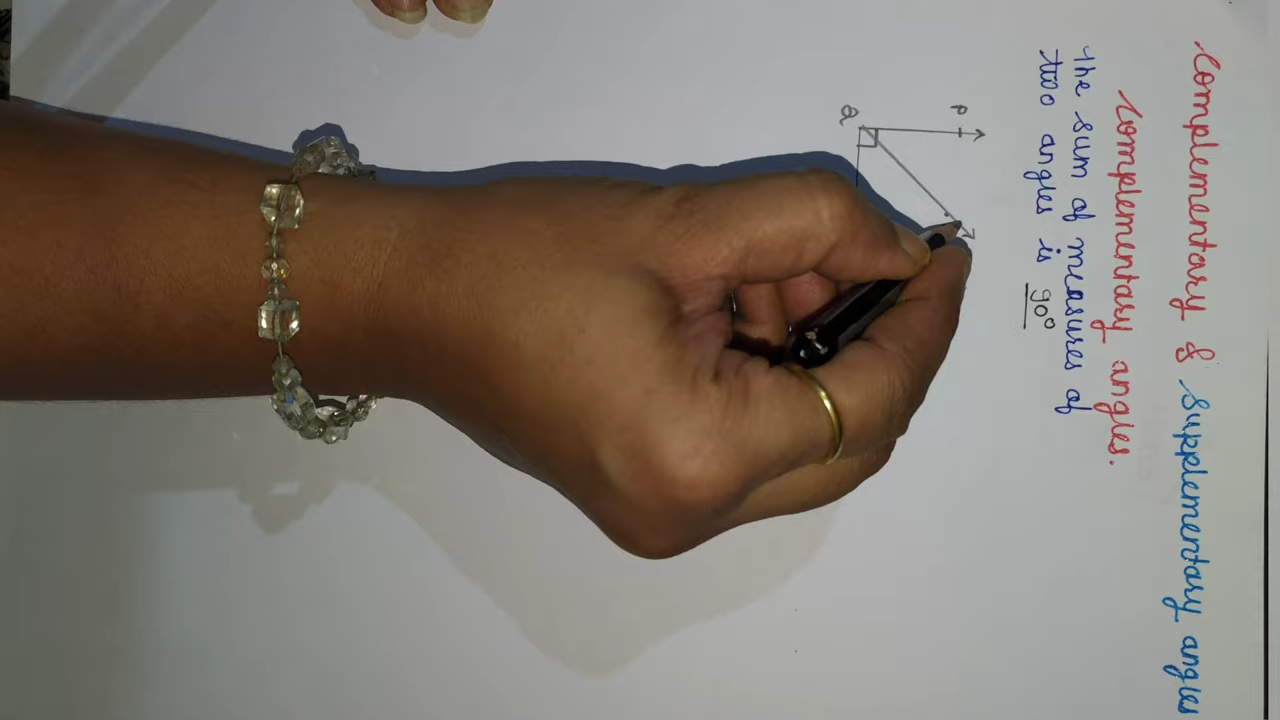 Complementary & Supplementary angles
Complementary angles.
The sum of measures of
two angles is 90°
P
Q